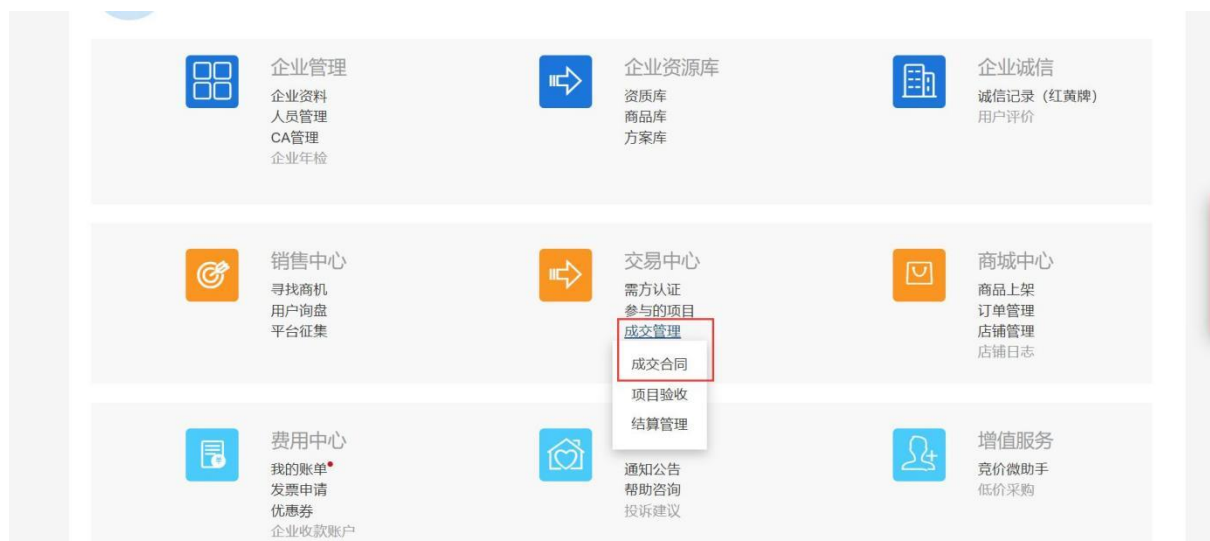 企业管理
企业资料
人员管理
CA管理
企业年检
企业资源库
资质库
商品库
方案库
企业诚信
诚信记录（红黄牌）
用户评价
销售中心
寻找商机
用户询盘
平台征集
交易中心
需方认证
参与的项目
成交管理
成交合同
项目验收
结算管理
商城中心
商品上架
订单管理
店铺管理
店铺日志
费用中心
我的账单
发票申请
优惠券
企业收款账户
通知公告
帮助咨询
投诉建议
增值服务
竞价微助手
低价采购